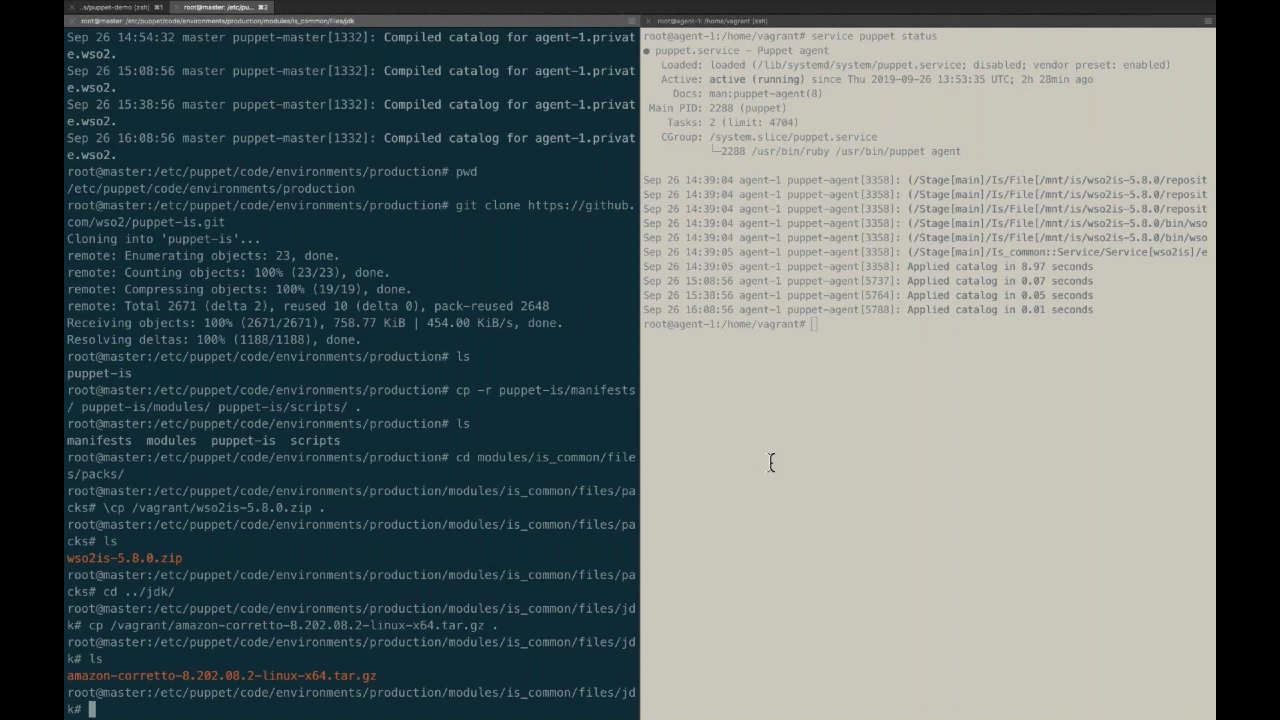 ..s/puppet-demo (zsh) ⌘1
root@master: /etc/pu... ⌘2
root@master: /etc/puppet/code/environments/production/modules/is_common/files/jdk
Sep 26 14:54:32 master puppet-master[1332]: Compiled catalog for agent-1.privat
e.wso2.
Sep 26 15:08:56 master puppet-master[1332]: Compiled catalog for agent-1.privat
e.wso2.
Sep 26 15:38:56 master puppet-master[1332]: Compiled catalog for agent-1.privat
e.wso2.
Sep 26 16:08:56 master puppet-master[1332]: Compiled catalog for agent-1.privat
e.wso2.
root@master:/etc/puppet/code/environments/production# pwd
/etc/puppet/code/environments/production
root@master:/etc/puppet/code/environments/production# git clone https://github.
com/wso2/puppet-is.git
Cloning into 'puppet-is'...
remote: Enumerating objects: 23, done.
remote: Counting objects: 100% (23/23), done.
remote: Compressing objects: 100% (19/19), done.
remote: Total 2671 (delta 2), reused 10 (delta 0), pack-reused 2648
Receiving objects: 100% (2671/2671), 758.77 KiB | 454.00 KiB/s, done.
Resolving deltas: 100% (1188/1188), done.
root@master:/etc/puppet/code/environments/production# ls
puppet-is
root@master:/etc/puppet/code/environments/production# cp -r puppet-is/manifests
/ puppet-is/modules/ puppet-is/scripts/ .
root@master:/etc/puppet/code/environments/production# ls
manifests  modules  puppet-is  scripts
root@master:/etc/puppet/code/environments/production# cd modules/is_common/file
s/packs/
root@master:/etc/puppet/code/environments/production/modules/is_common/files/pa
cks# \cp /vagrant/wso2is-5.8.0.zip .
root@master:/etc/puppet/code/environments/production/modules/is_common/files/pa
cks# ls
wso2is-5.8.0.zip
root@master:/etc/puppet/code/environments/production/modules/is_common/files/pa
cks# cd ../jdk/
root@master:/etc/puppet/code/environments/production/modules/is_common/files/jd
k# cp /vagrant/amazon-corretto-8.202.08.2-linux-x64.tar.gz .
root@master:/etc/puppet/code/environments/production/modules/is_common/files/jd
k# ls
amazon-corretto-8.202.08.2-linux-x64.tar.gz
root@master:/etc/puppet/code/environments/production/modules/is_common/files/jd
k#
root@agent-1: /home/vagrant (ssh)
root@agent-1:/home/vagrant# service puppet status
● puppet.service - Puppet agent
Loaded: loaded (/lib/systemd/system/puppet.service; disabled; vendor preset: enabled)
Active: active (running) since Thu 2019-09-26 13:53:35 UTC; 2h 28min ago
Docs: man:puppet-agent(8)
Main PID: 2288 (puppet)
Tasks: 2 (limit: 4704)
CGroup: /system.slice/puppet.service
└─2288 /usr/bin/ruby /usr/bin/puppet agent
Sep 26 14:39:04 agent-1 puppet-agent[3358]: (/Stage[main]/Is/File[/mnt/is/wso2is-5.8.0/reposit
Sep 26 14:39:04 agent-1 puppet-agent[3358]: (/Stage[main]/Is/File[/mnt/is/wso2is-5.8.0/reposit
Sep 26 14:39:04 agent-1 puppet-agent[3358]: (/Stage[main]/Is/File[/mnt/is/wso2is-5.8.0/reposit
Sep 26 14:39:04 agent-1 puppet-agent[3358]: (/Stage[main]/Is/File[/mnt/is/wso2is-5.8.0/bin/wso
Sep 26 14:39:04 agent-1 puppet-agent[3358]: (/Stage[main]/Is/File[/mnt/is/wso2is-5.8.0/bin/wso
Sep 26 14:39:05 agent-1 puppet-agent[3358]: (/Stage[main]/Is_common::Service/Service[wso2is]/e
Sep 26 14:39:05 agent-1 puppet-agent[3358]: Applied catalog in 8.97 seconds
Sep 26 15:08:56 agent-1 puppet-agent[5737]: Applied catalog in 0.07 seconds
Sep 26 15:38:56 agent-1 puppet-agent[5764]: Applied catalog in 0.05 seconds
Sep 26 16:08:56 agent-1 puppet-agent[5788]: Applied catalog in 0.01 seconds
root@agent-1:/home/vagrant#